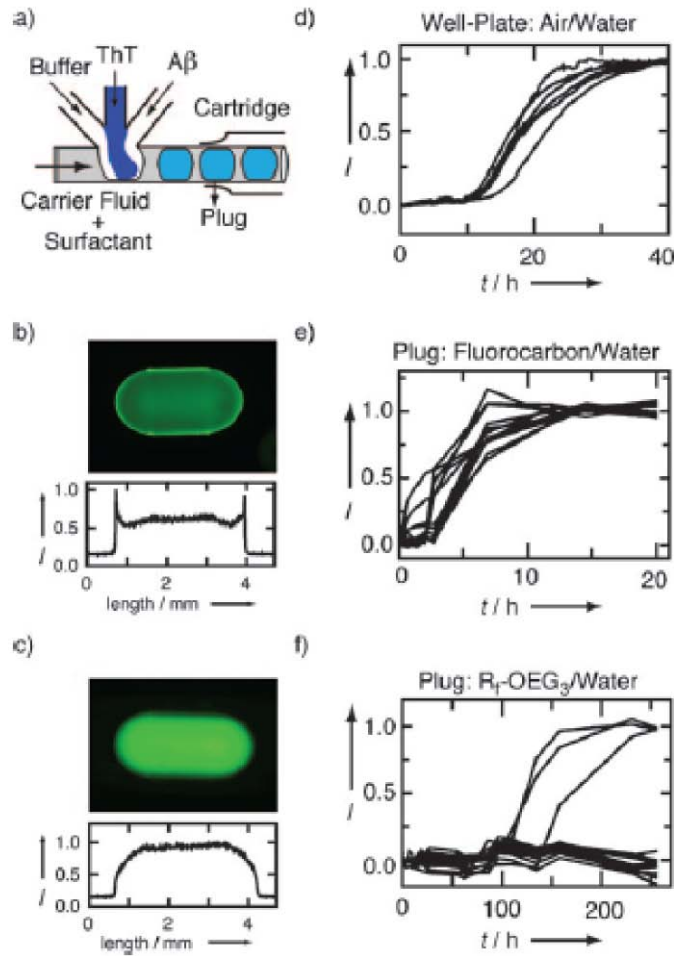 a)
Buffer
ThT
Aβ
Cartridge
Carrier Fluid
+
Surfactant
Plug
b)
I
1.0
0.5
0.0
0 2 4
length / mm
c)
I
1.0
0.5
0.0
0 1 2 3 4
length / mm
d)
Well-Plate: Air/Water
I
1.0
0.5
0.0
0 20 40
t / h
e)
Plug: Fluorocarbon/Water
I
1.0
0.5
0.0
0 10 20
t / h
f)
Plug: Rf-OEG3/Water
I
1.0
0.5
0.0
0 100 200
t / h